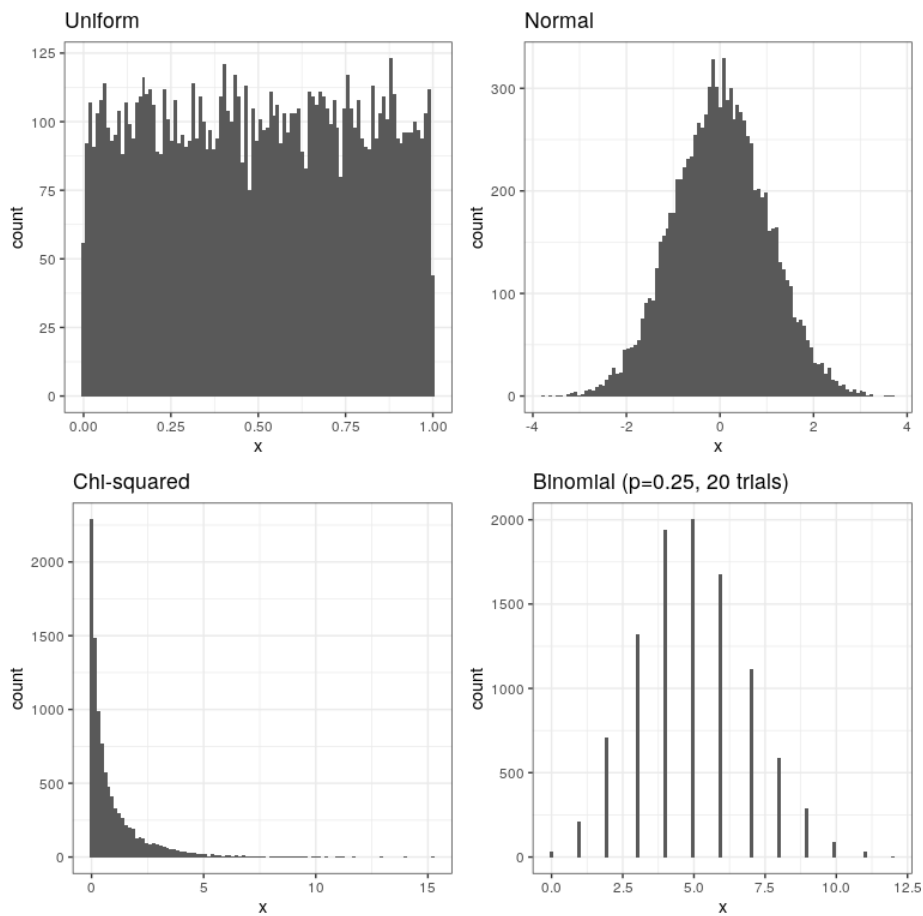 Uniform
125
100
75
50
25
0
count
0.00 0.25 0.50 0.75 1.00
x
Normal
300
200
100
0
count
-4 -2 0 2 4
x
Chi-squared
2000
1500
1000
500
0
count
0 5 10 15
x
Binomial (p=0.25, 20 trials)
2000
1500
1000
500
0
count
0.0 2.5 5.0 7.5 10.0 12.5
x